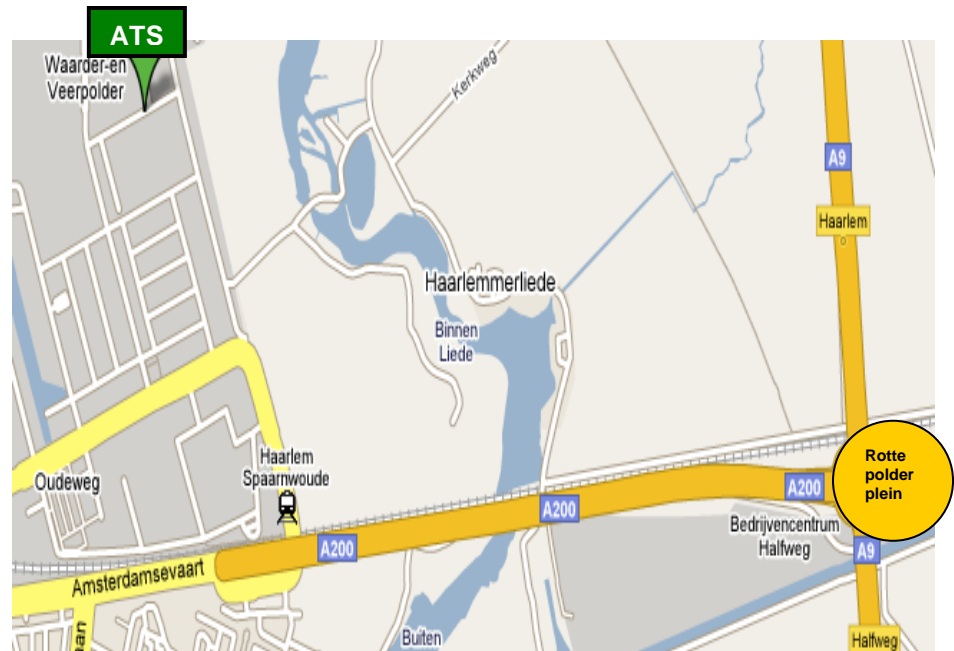 ATS
Waarder-en
Veerpolder
Kerkweg
A9
Haarlem
Haarlemmerliede
Binnen
Liede
Haarlem
Spaarnwoude
Oudeweg
Rotte
polder
plein
A200
A200
A200
Bedrijvencentrum
Halfweg
A9
Amsterdamsevaart
aan
Buiten
Halfweg